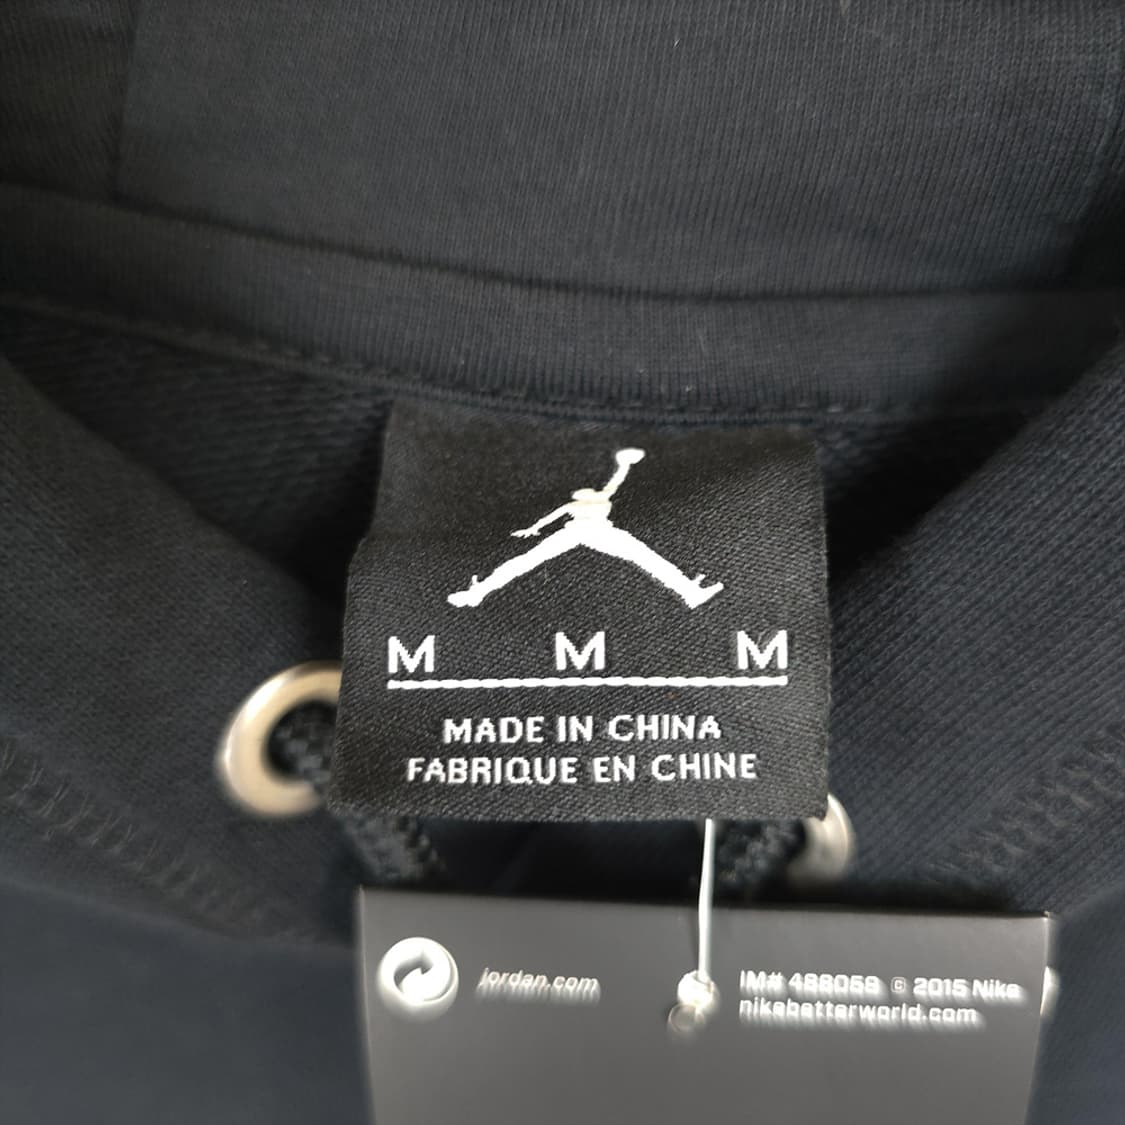 M M M
MADE IN CHINA
FABRIQUE EN CHINE
jordan.com
IM# 488058 © 2015 Nike
nikebetterworld.com